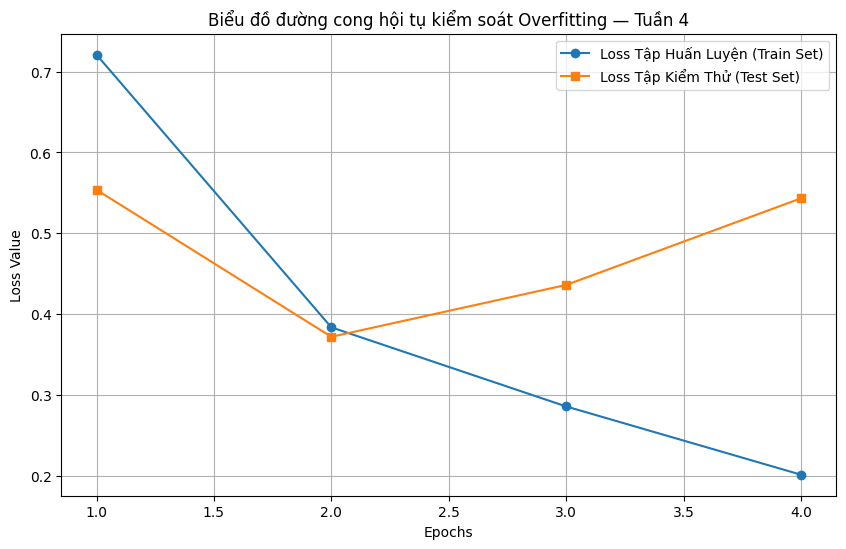 Biểu đồ đường cong hội tụ kiểm soát Overfitting — Tuần 4
Loss Tập Huấn Luyện (Train Set)
Loss Tập Kiểm Thử (Test Set)
Loss Value
0.7
0.6
0.5
0.4
0.3
0.2
1.0 1.5 2.0 2.5 3.0 3.5 4.0
Epochs